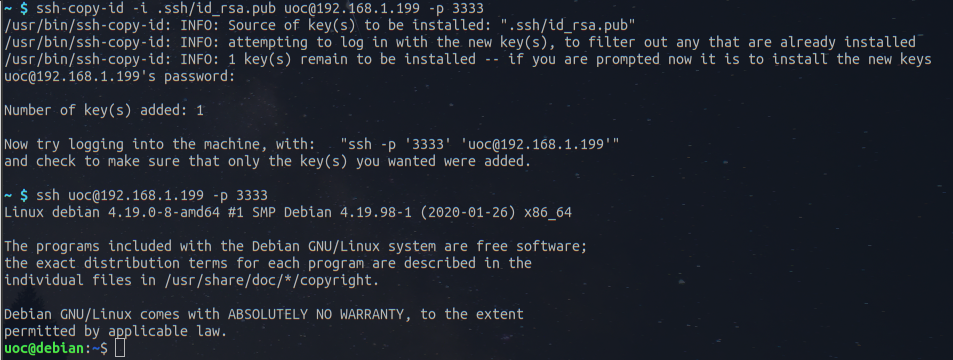 ~ $ ssh-copy-id -i .ssh/id_rsa.pub uoc@192.168.1.199 -p 3333
/usr/bin/ssh-copy-id: INFO: Source of key(s) to be installed: ".ssh/id_rsa.pub"
/usr/bin/ssh-copy-id: INFO: attempting to log in with the new key(s), to filter out any that are already installed
/usr/bin/ssh-copy-id: INFO: 1 key(s) remain to be installed -- if you are prompted now it is to install the new keys
uoc@192.168.1.199's password:

Number of key(s) added: 1

Now try logging into the machine, with:   "ssh -p '3333' 'uoc@192.168.1.199'"
and check to make sure that only the key(s) you wanted were added.

~ $ ssh uoc@192.168.1.199 -p 3333
Linux debian 4.19.0-8-amd64 #1 SMP Debian 4.19.98-1 (2020-01-26) x86_64

The programs included with the Debian GNU/Linux system are free software;
the exact distribution terms for each program are described in the
individual files in /usr/share/doc/*/copyright.

Debian GNU/Linux comes with ABSOLUTELY NO WARRANTY, to the extent
permitted by applicable law.
uoc@debian:~$